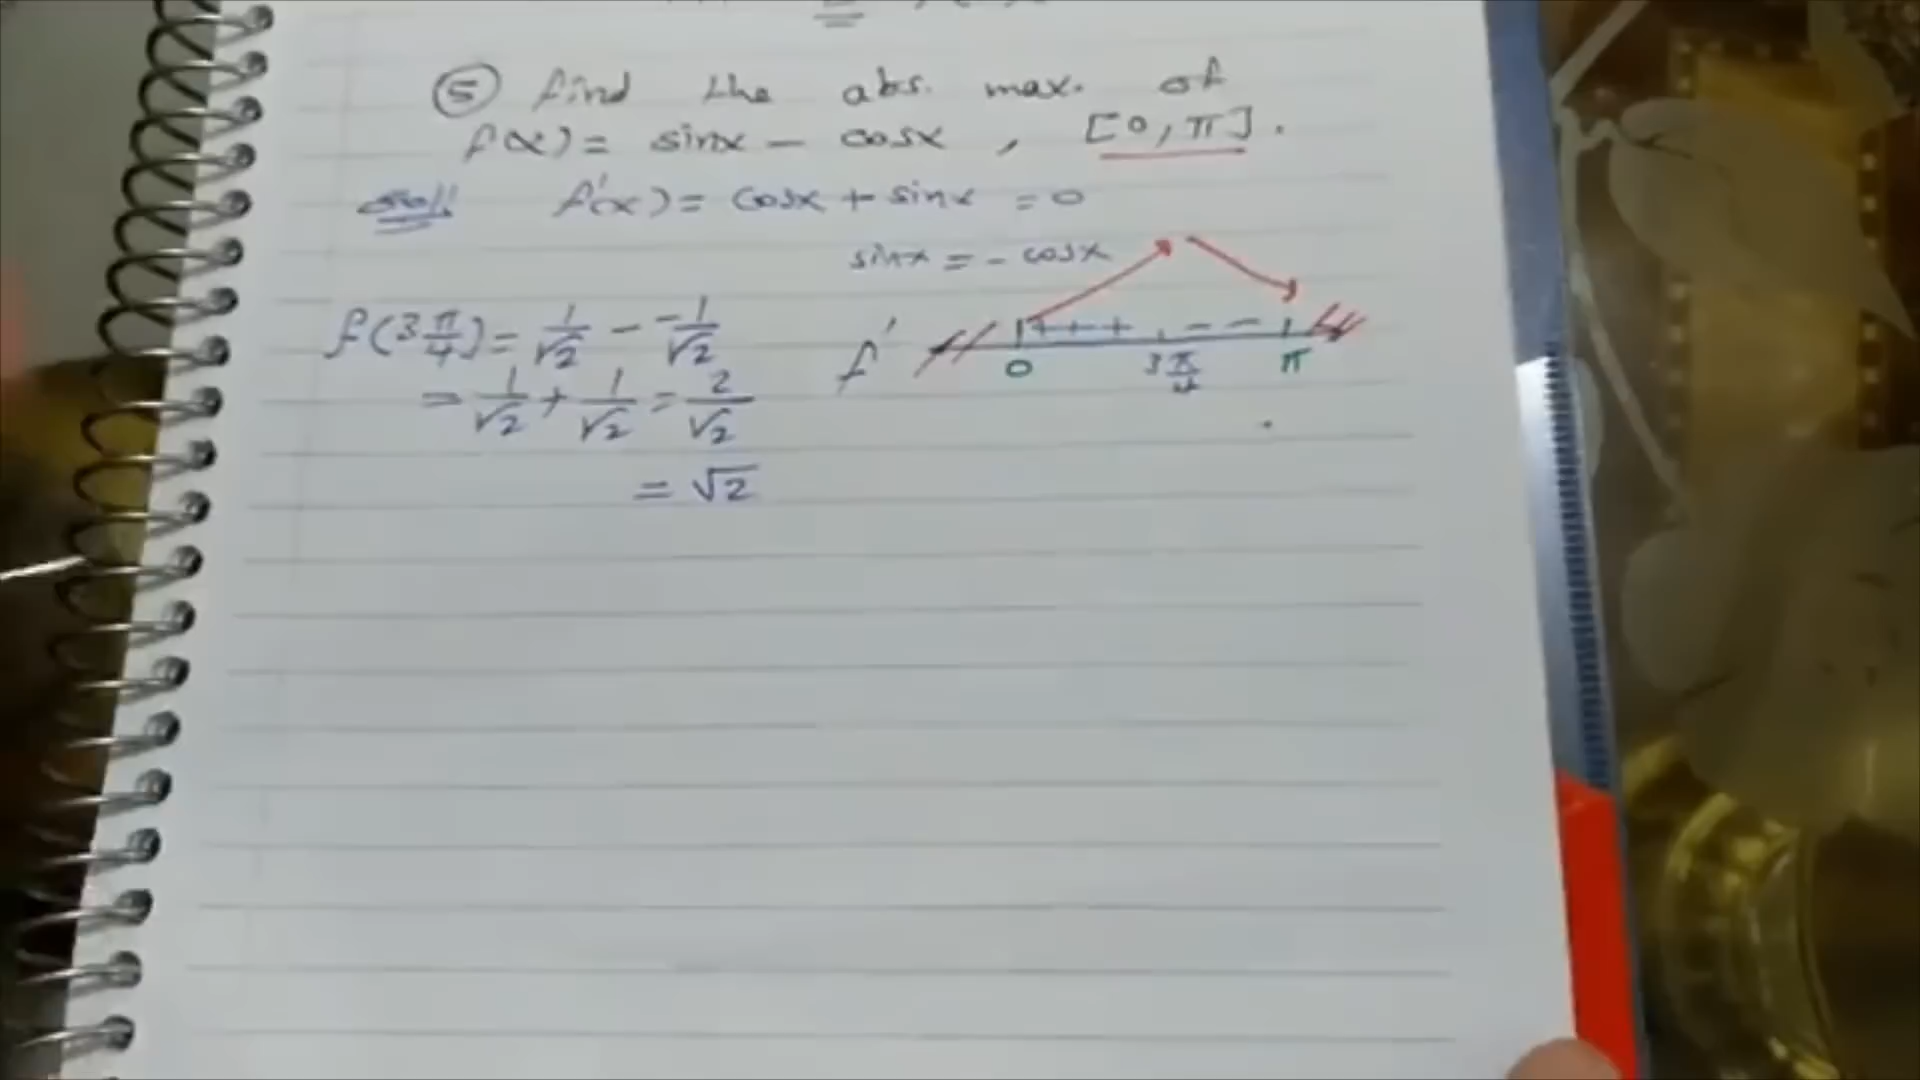 ⑤ find the abs. max. of
f(x) = sinx - cosx , [0, π].
sol: f'(x) = cosx + sinx = 0
sinx = - cosx
f(3π/4) = 1/√2 - -1/√2
= 1/√2 + 1/√2 = 2/√2
= √2
f' + + + - -
0 3π/4 π